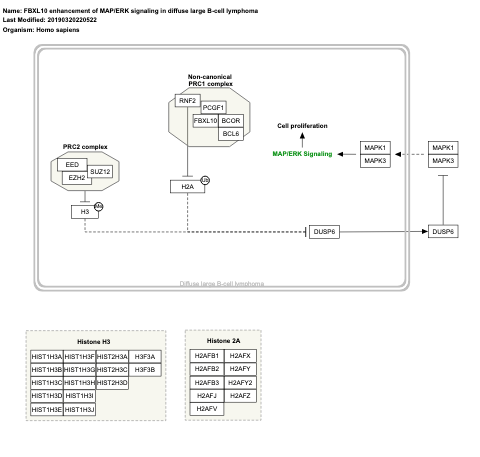 Name: FBXL10 enhancement of MAP/ERK signaling in diffuse large B-cell lymphoma
Last Modified: 20190320220522
Organism: Homo sapiens
Non-canonical
PRC1 complex
RNF2
PCGF1
FBXL10 BCOR
BCL6
Cell proliferation
MAP/ERK Signaling
MAPK1
MAPK3
MAPK1
MAPK3
PRC2 complex
EED
SUZ12
EZH2
Ub
H2A
Me
H3
DUSP6
DUSP6
Diffuse large B-cell lymphoma
Histone H3
HIST1H3A HIST1H3F HIST2H3A H3F3A
HIST1H3B HIST1H3G HIST2H3C H3F3B
HIST1H3C HIST1H3H HIST2H3D
HIST1H3D HIST1H3I
HIST1H3E HIST1H3J
Histone 2A
H2AFB1 H2AFX
H2AFB2 H2AFY
H2AFB3 H2AFY2
H2AFJ H2AFZ
H2AFV